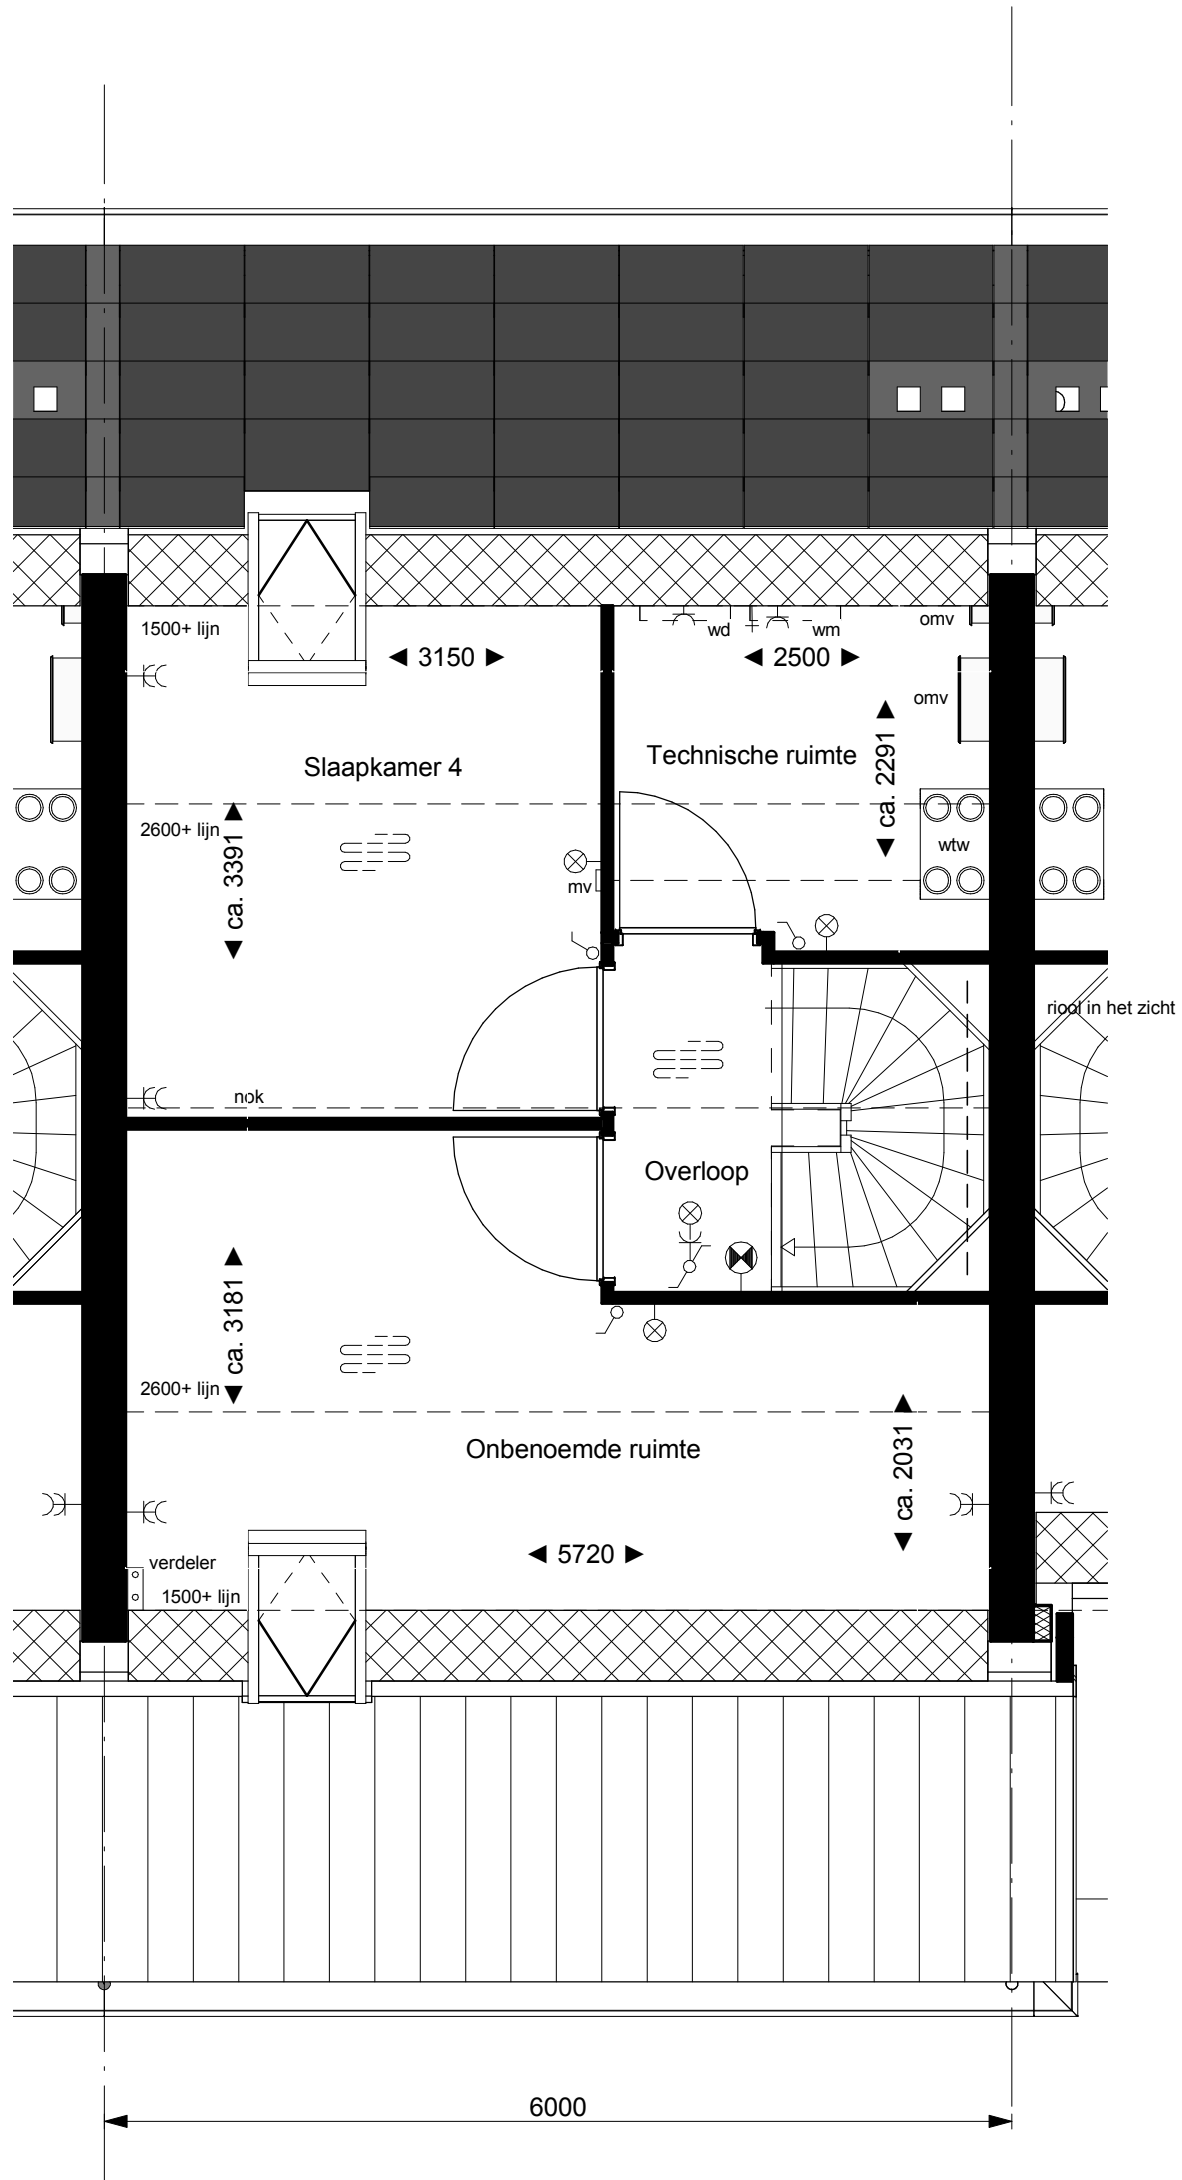 1500+ lijn
wd
wm
omv
3150
2500
omv
Slaapkamer 4
Technische ruimte
ca. 2291
2600+ lijn
ca. 3391
wtw
mv
riool in het zicht
nok
Overloop
ca. 3181
2600+ lijn
Onbenoemde ruimte
ca. 2031
5720
verdeler
1500+ lijn
6000